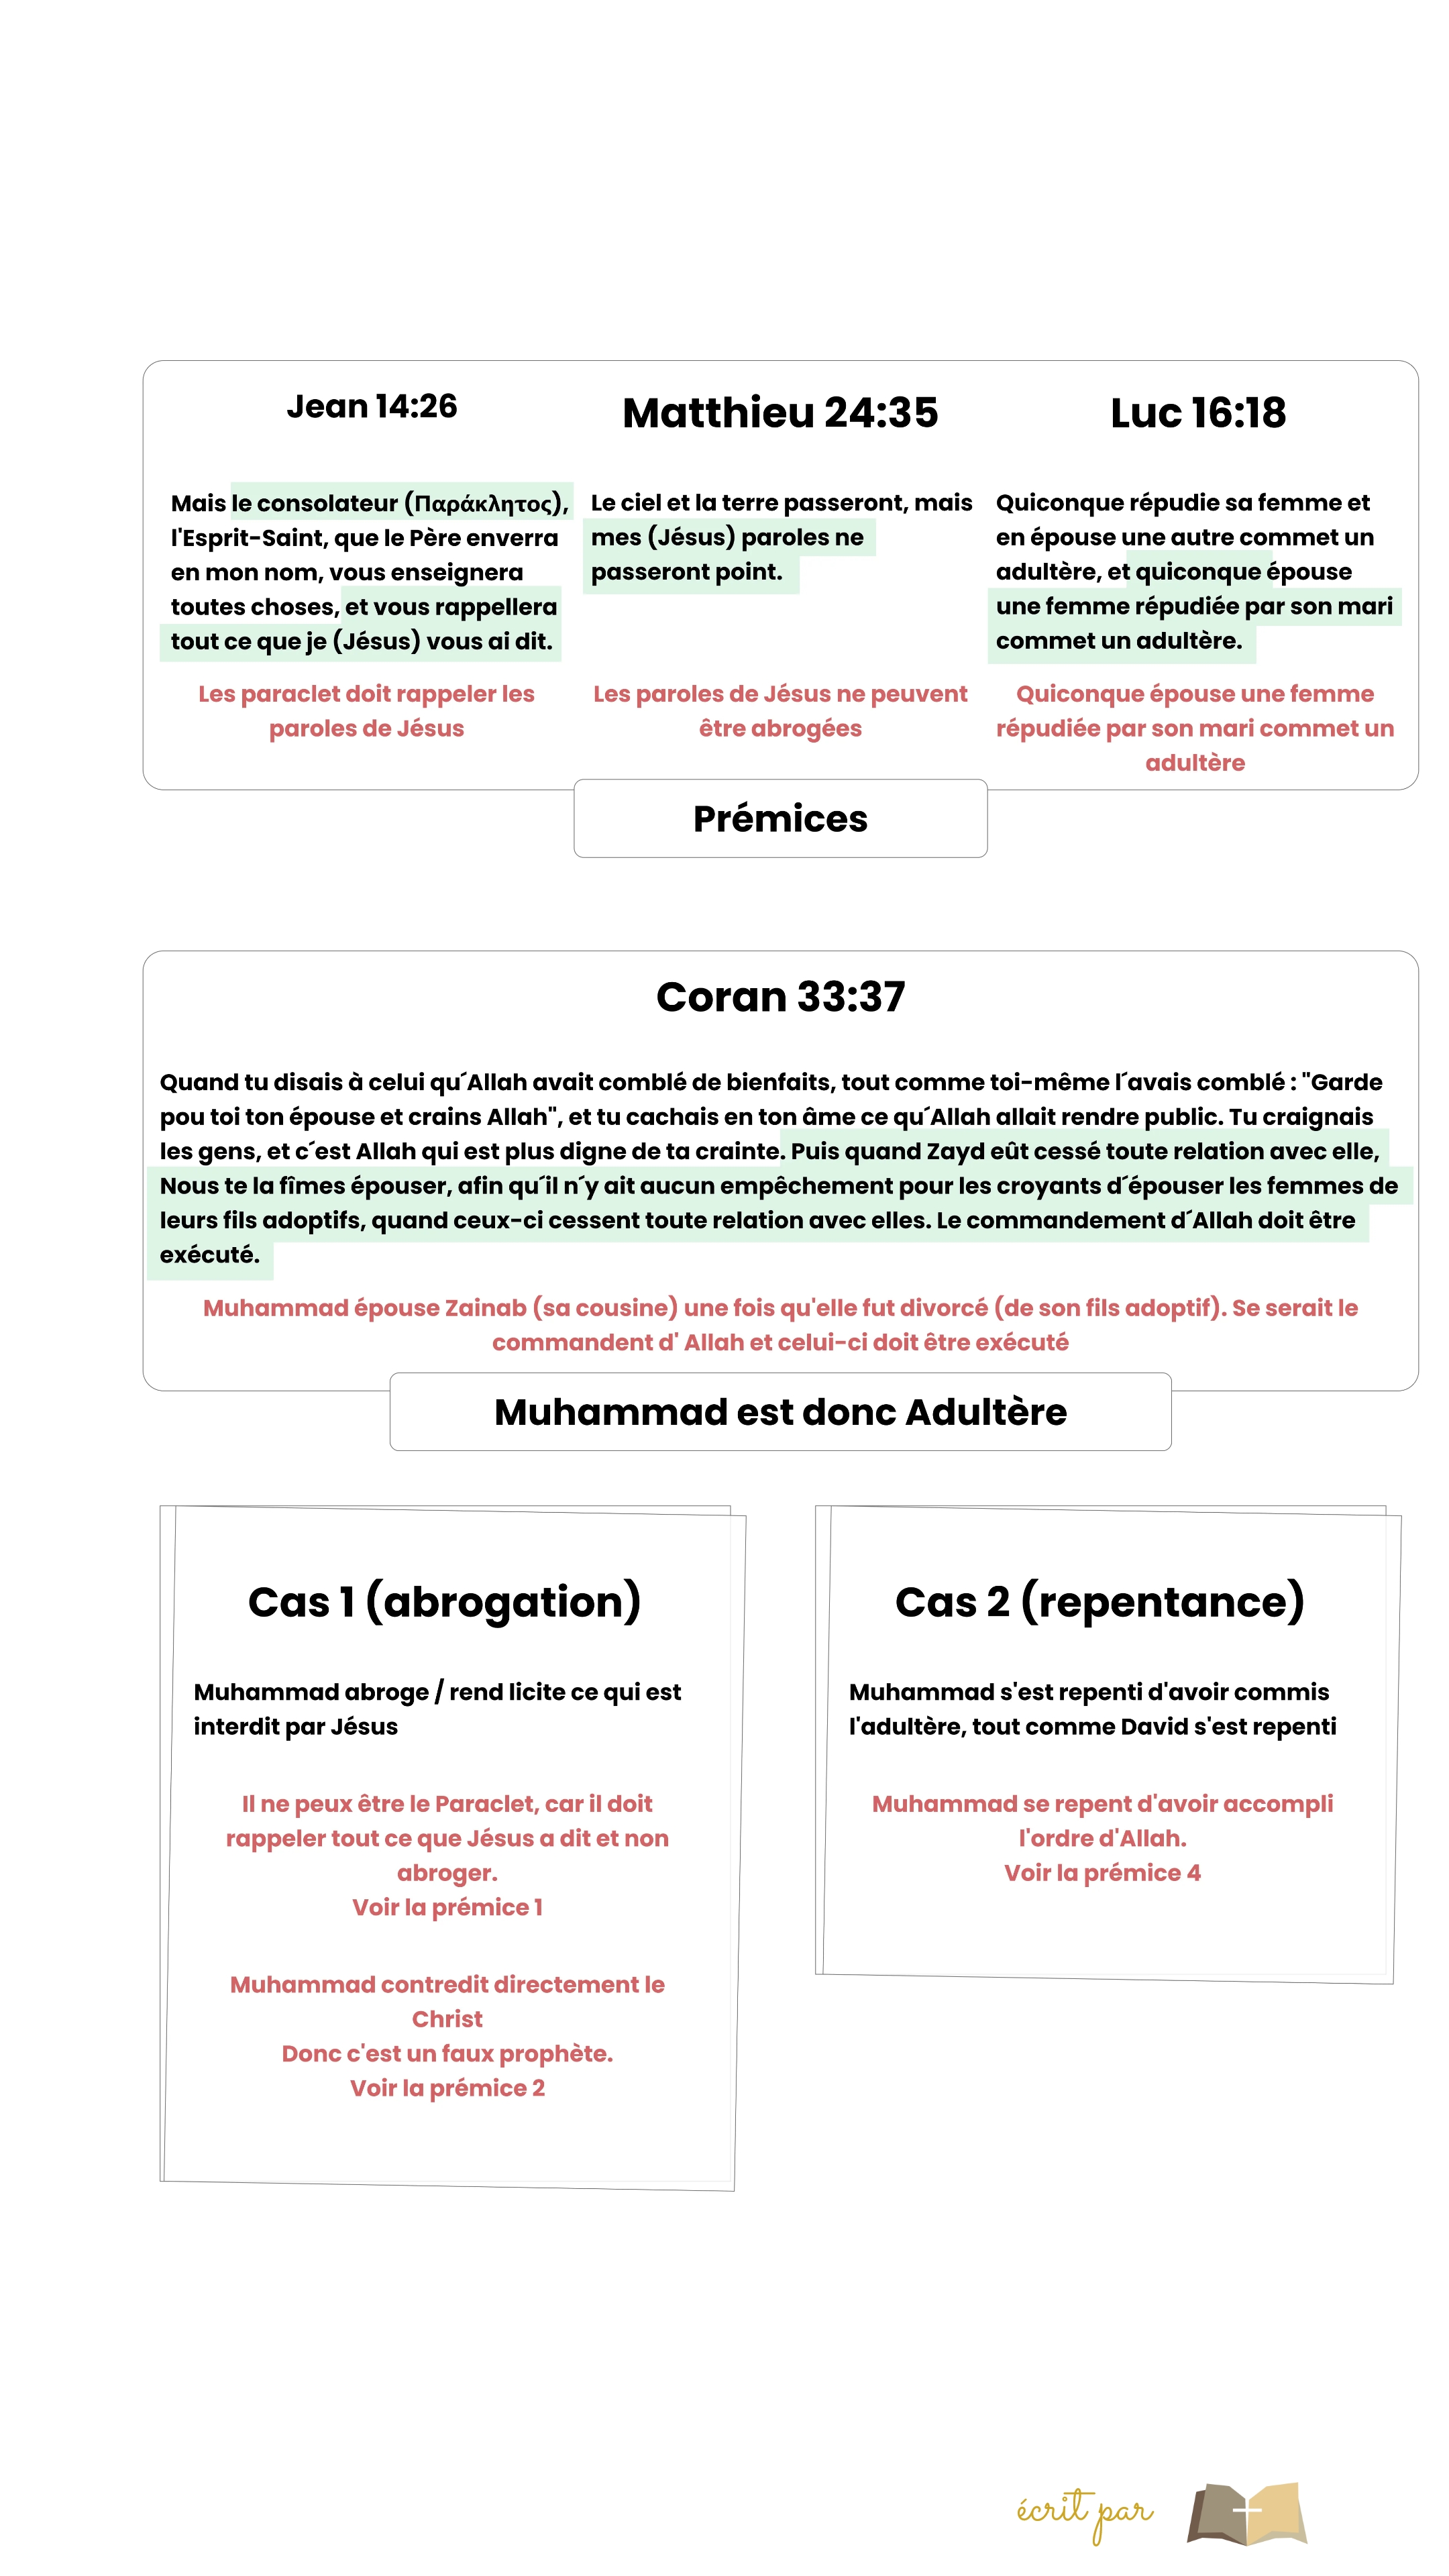 Jean 14:26
Mais le consolateur (Παράκλητος),
l'Esprit-Saint, que le Père enverra
en mon nom, vous enseignera
toutes choses, et vous rappellera
tout ce que je (Jésus) vous ai dit.
Les paraclet doit rappeler les
paroles de Jésus
Matthieu 24:35
Le ciel et la terre passeront, mais
mes (Jésus) paroles ne
passeront point.
Les paroles de Jésus ne peuvent
être abrogées
Luc 16:18
Quiconque répudie sa femme et
en épouse une autre commet un
adultère, et quiconque épouse
une femme répudiée par son mari
commet un adultère.
Quiconque épouse une femme
répudiée par son mari commet un
adultère
Prémices
Coran 33:37
Quand tu disais à celui qu´Allah avait comblé de bienfaits, tout comme toi-même l´avais comblé : "Garde
pou toi ton épouse et crains Allah", et tu cachais en ton âme ce qu´Allah allait rendre public. Tu craignais
les gens, et c´est Allah qui est plus digne de ta crainte. Puis quand Zayd eût cessé toute relation avec elle,
Nous te la fîmes épouser, afin qu´il n´y ait aucun empêchement pour les croyants d´épouser les femmes de
leurs fils adoptifs, quand ceux-ci cessent toute relation avec elles. Le commandement d´Allah doit être
exécuté.
Muhammad épouse Zainab (sa cousine) une fois qu'elle fut divorcé (de son fils adoptif). Se serait le
commandent d' Allah et celui-ci doit être exécuté
Muhammad est donc Adultère
Cas 1 (abrogation)
Muhammad abroge / rend licite ce qui est
interdit par Jésus
Il ne peux être le Paraclet, car il doit
rappeler tout ce que Jésus a dit et non
abroger.
Voir la prémice 1
Muhammad contredit directement le
Christ
Donc c'est un faux prophète.
Voir la prémice 2
Cas 2 (repentance)
Muhammad s'est repenti d'avoir commis
l'adultère, tout comme David s'est repenti
Muhammad se repent d'avoir accompli
l'ordre d'Allah.
Voir la prémice 4
écrit par